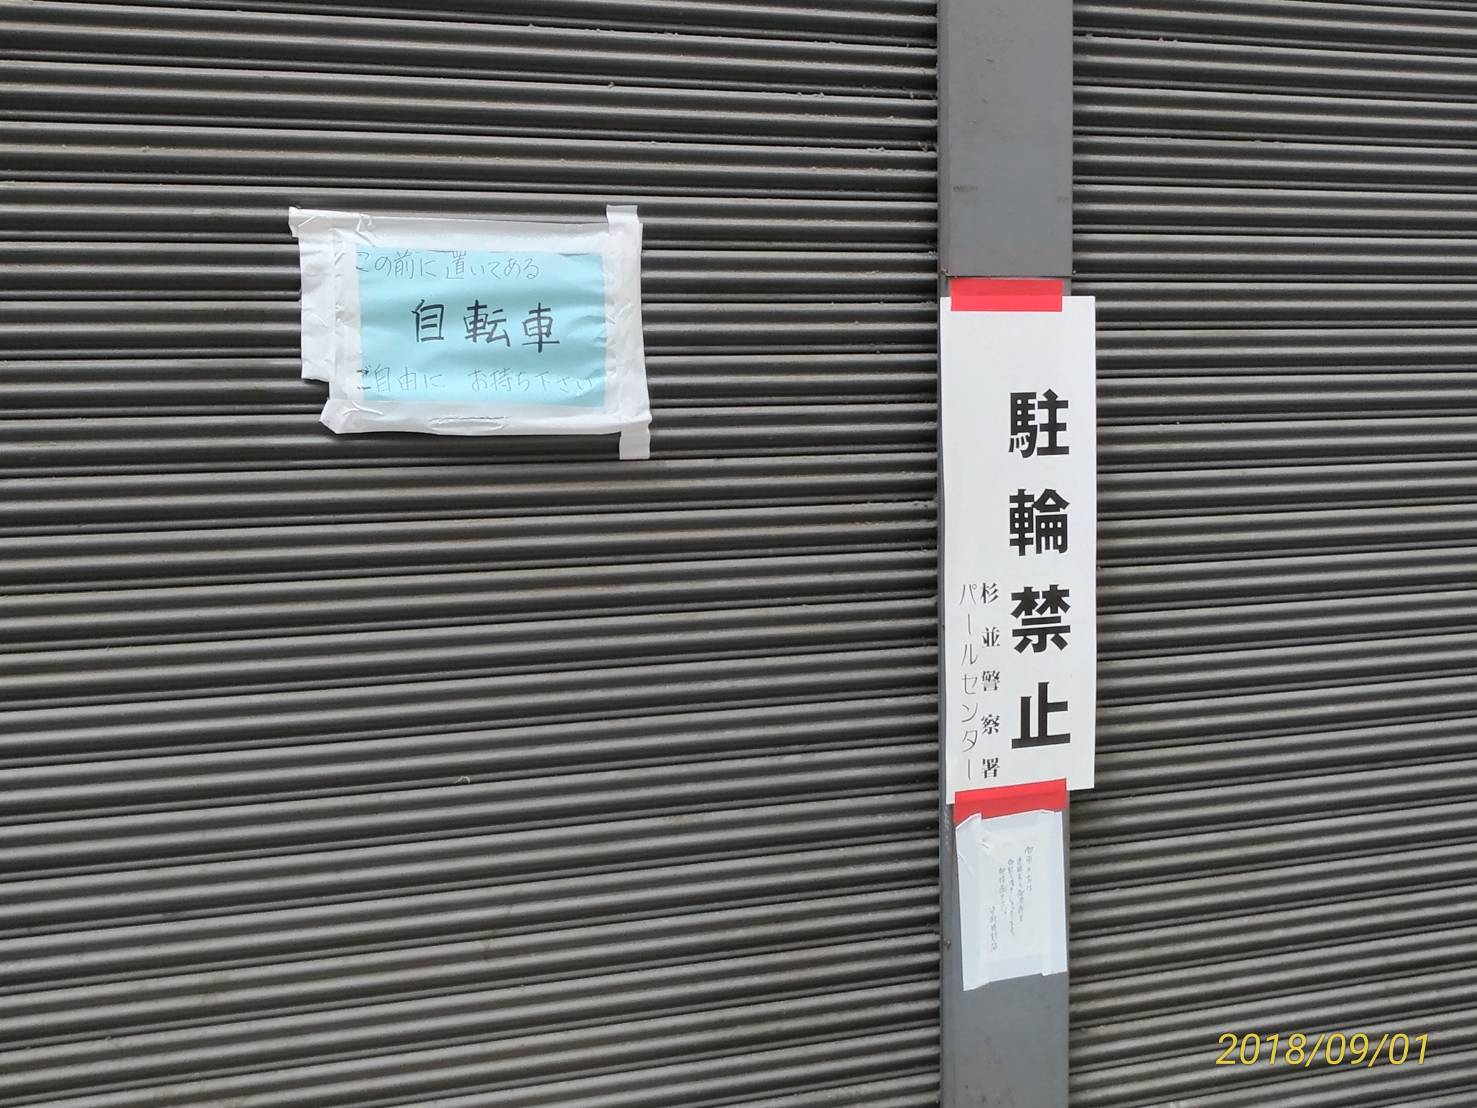 この前に置いてある
自転車
ご自由に お持ち下さい
駐輪禁止
杉並警察署
パールセンター
2018/09/01